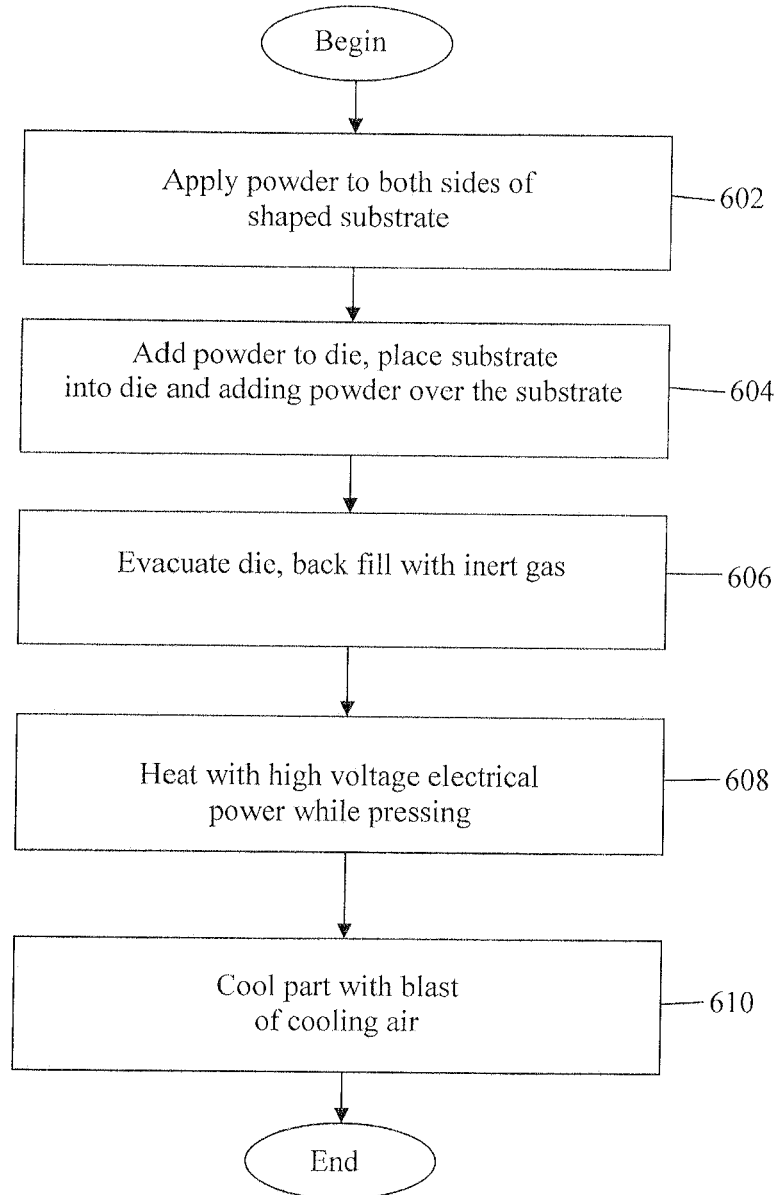 Begin
Apply powder to both sides of
shaped substrate
602
Add powder to die, place substrate
into die and adding powder over the substrate
604
Evacuate die, back fill with inert gas
606
Heat with high voltage electrical
power while pressing
608
Cool part with blast
of cooling air
610
End